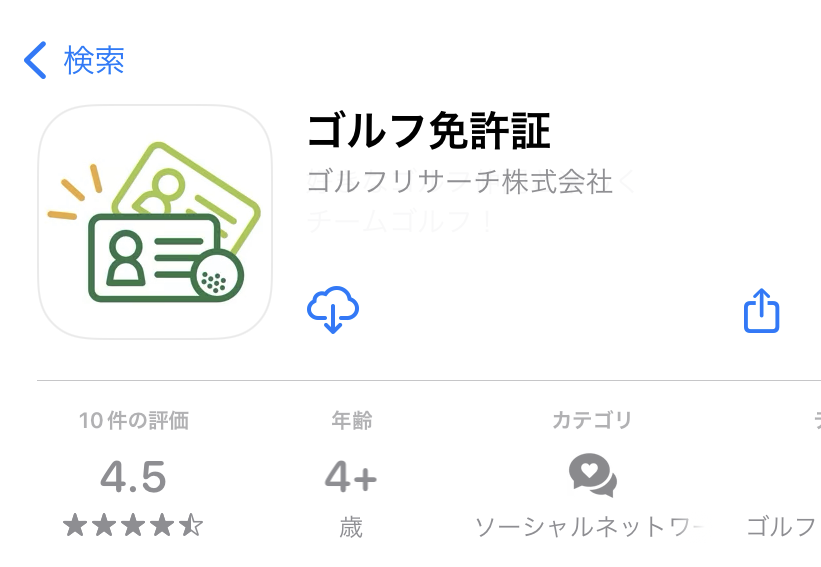 検索
ゴルフ免許証
ゴルフリサーチ株式会社
チームゴルフ！
10件の評価
年齢
カテゴリ
4.5
4+
歳
ソーシャルネットワー
ゴルフ